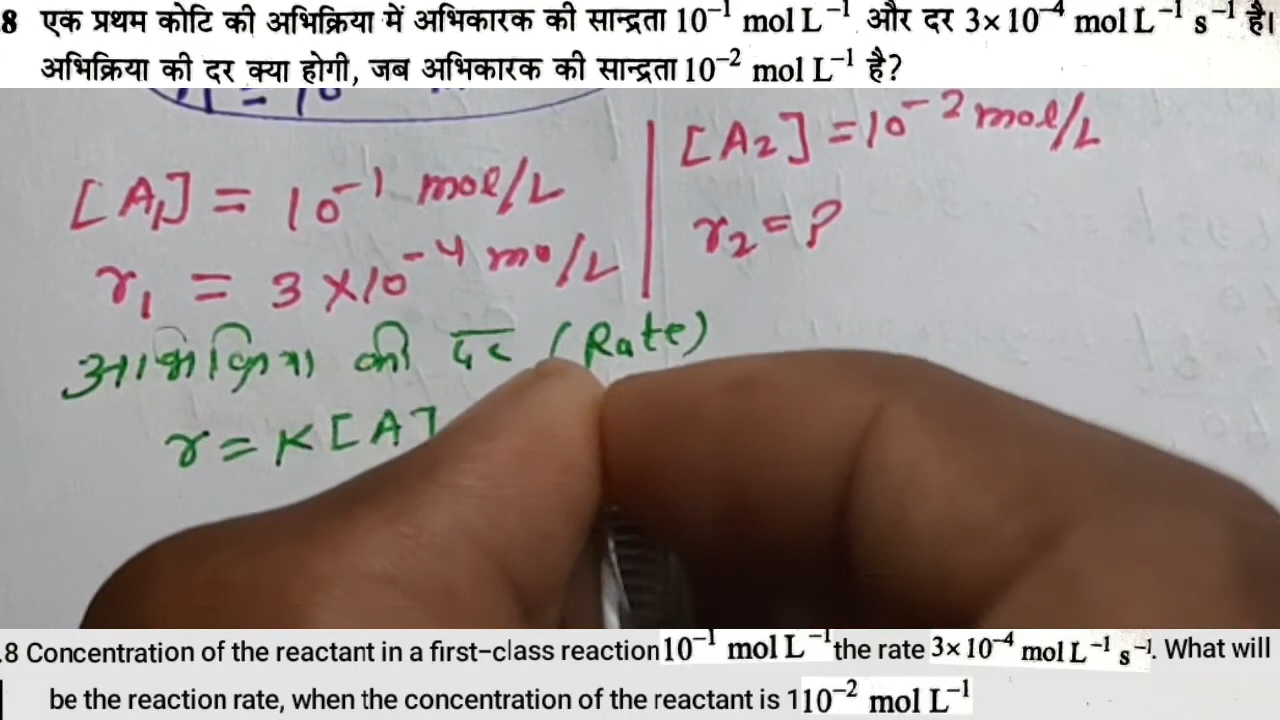 8 एक प्रथम कोटि की अभिक्रिया में अभिकारक की सान्द्रता 10⁻¹ mol L⁻¹ और दर 3×10⁻⁴ mol L⁻¹ s⁻¹ है।
अभिक्रिया की दर क्या होगी, जब अभिकारक की सान्द्रता 10⁻² mol L⁻¹ है?
[A₁] = 10⁻¹ mol/L
r₁ = 3×10⁻⁴ mo/L
[A₂] = 10⁻² mol/L
r₂ = ?
की दर (Rate)
r = K[A]
.8 Concentration of the reactant in a first-class reaction 10⁻¹ mol L⁻¹ the rate 3×10⁻⁴ mol L⁻¹ s⁻¹. What will
be the reaction rate, when the concentration of the reactant is 110⁻² mol L⁻¹